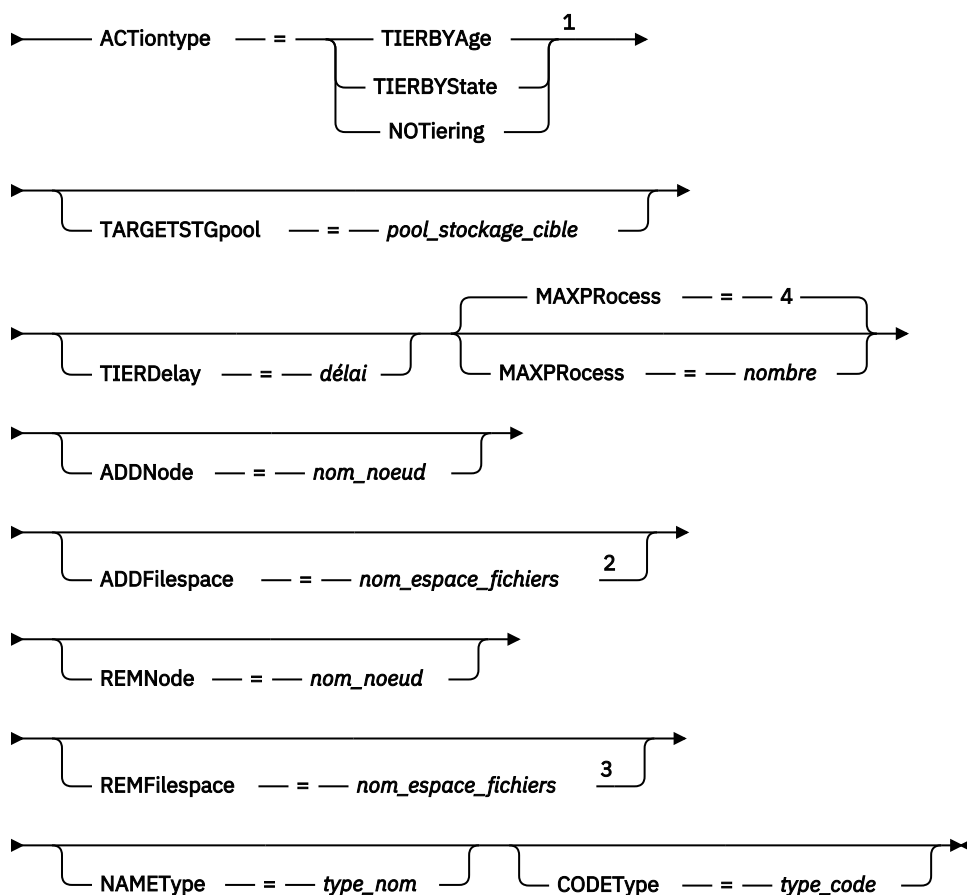 ACTiontype = TIERBYAge 1
TIERBYState
NOTiering
TARGETSTGpool = pool_stockage_cible
MAXPRocess = 4
TIERDelay = délai MAXPRocess = nombre
ADDNode = nom_noeud
ADDFilespace = nom_espace_fichiers 2
REMNode = nom_noeud
REMFilespace = nom_espace_fichiers 3
NAMEType = type_nom CODEType = type_code